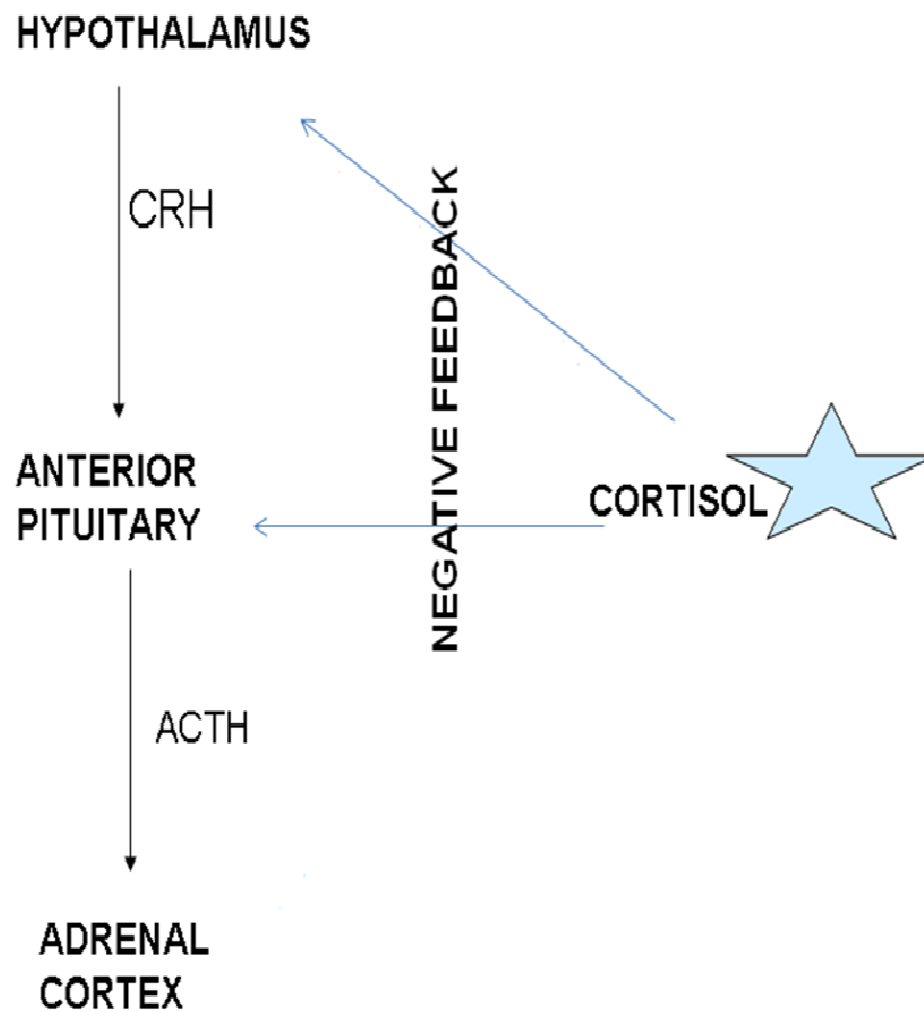 HYPOTHALAMUS
CRH
NEGATIVE FEEDBACK
ANTERIOR
PITUITARY
CORTISOL
ACTH
ADRENAL
CORTEX